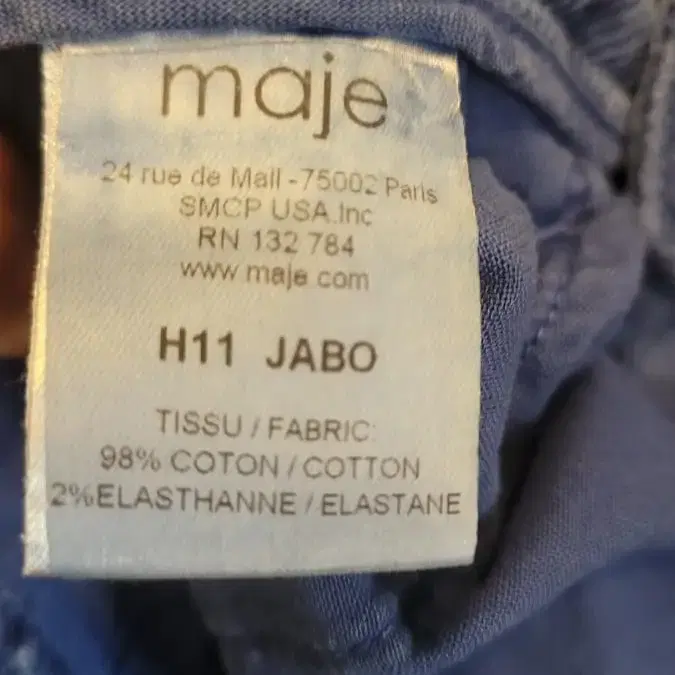 maje
24 rue de Mail - 75002 Paris
SMCP USA.Inc
RN 132 784
www maje com
H11 JABO
TISSU / FABRIC:
98% COTON / COTTON
2%ELASTHANNE / ELASTANE